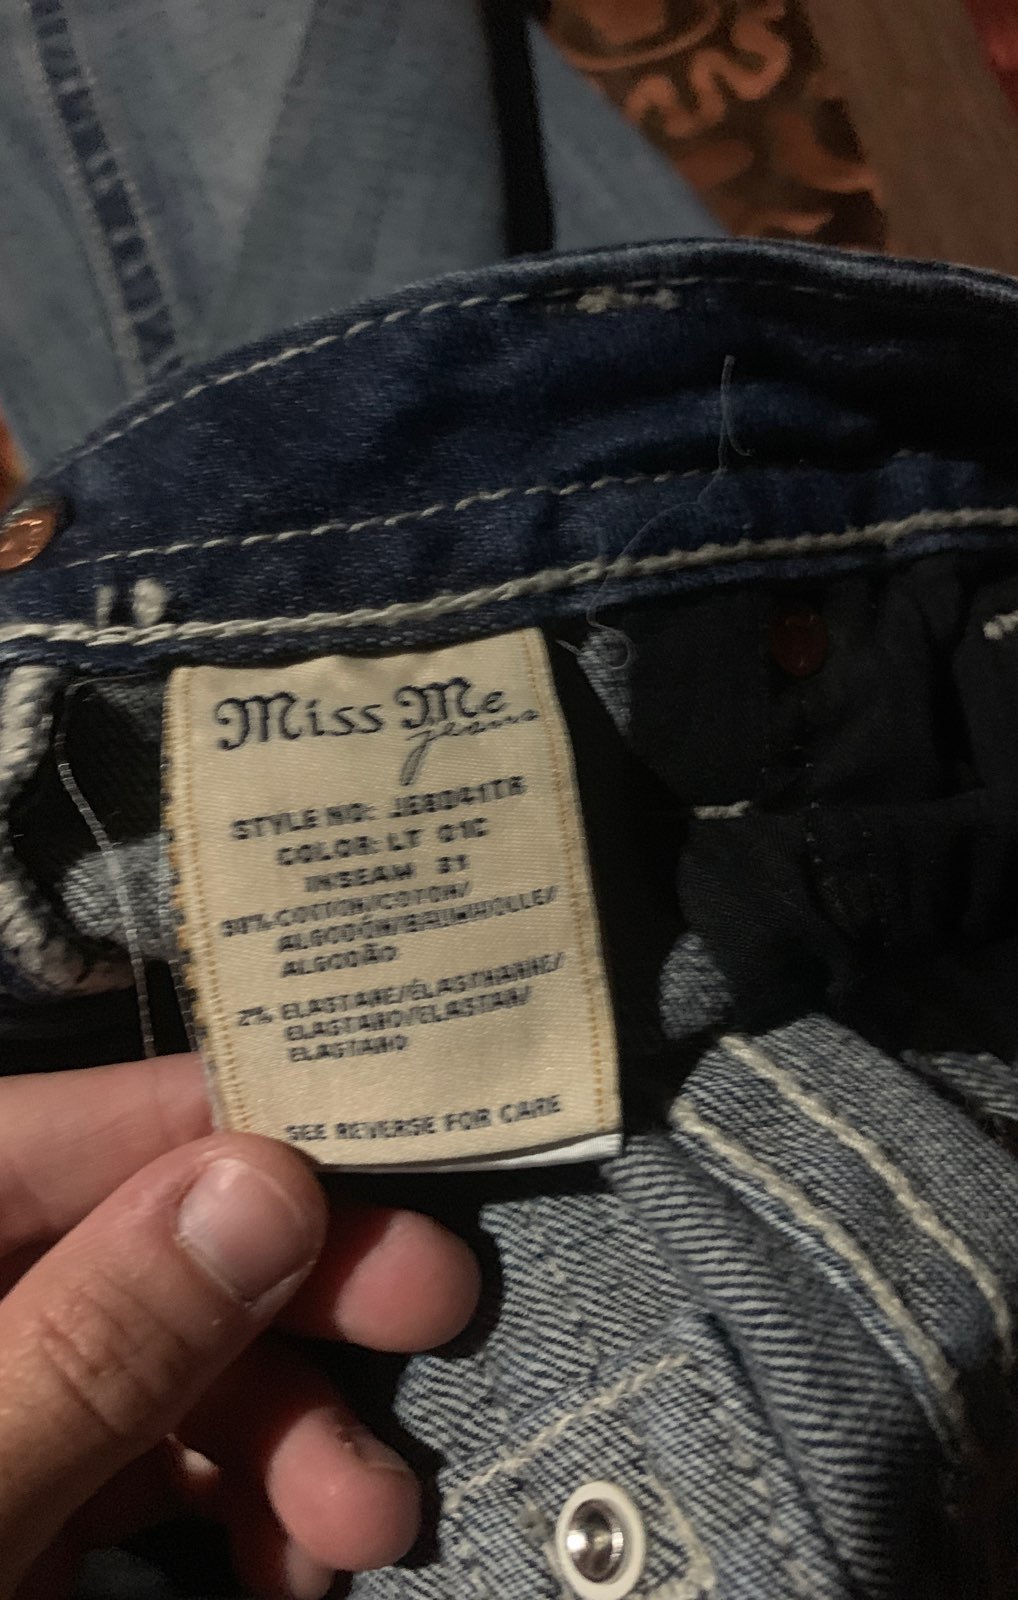 Miss Me
jeans
STYLE NO:
COLOR: LT 01C
INSEAM 31
98% COTTON/COTON/
ALGODÓN/BAUMWOLLE/
ALGODÃO
2% ELASTANE/ÉLASTHANNE/
ELASTANO/ELASTAN/
ELASTANO
SEE REVERSE FOR CARE